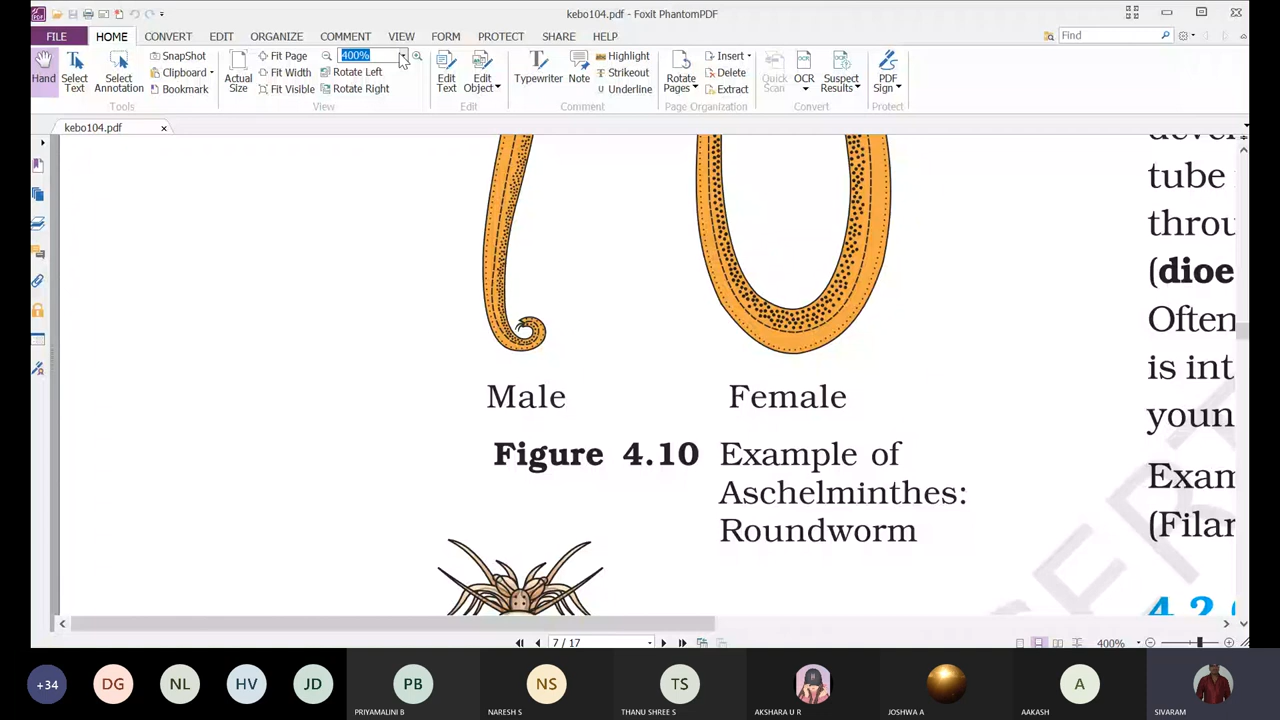 kebo104.pdf - Foxit PhantomPDF
FILE HOME CONVERT EDIT ORGANIZE COMMENT VIEW FORM PROTECT SHARE HELP Find
Hand
Select Text
Select Annotation
SnapShot
Clipboard
Bookmark
Tools
Actual Size
Fit Page
Fit Width
Fit Visible
400%
Rotate Left
Rotate Right
View
Edit Text
Edit Object
Edit
Typewriter
Note
Highlight
Strikeout
Underline
Comment
Rotate Pages
Insert
Delete
Extract
Page Organization
Quick Scan
OCR
Suspect Results
Convert
PDF Sign
Protect
kebo104.pdf
tube
throu
(dioe
Often
is int
youn
Exam
(Filar
4.2.
Male Female
Figure 4.10 Example of
Aschelminthes:
Roundworm
7 / 17
400%
+34 DG NL HV JD PB NS TS A
PRIYAMALINI B NARESH S THANU SHREE S AKSHARA U R JOSHWA A AAKASH SIVARAM